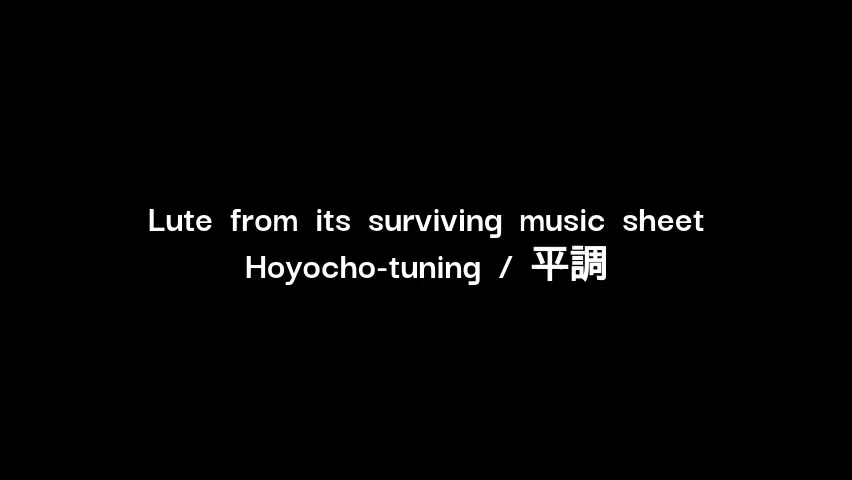 Lute from its surviving music sheet
Hoyocho-tuning / 平調